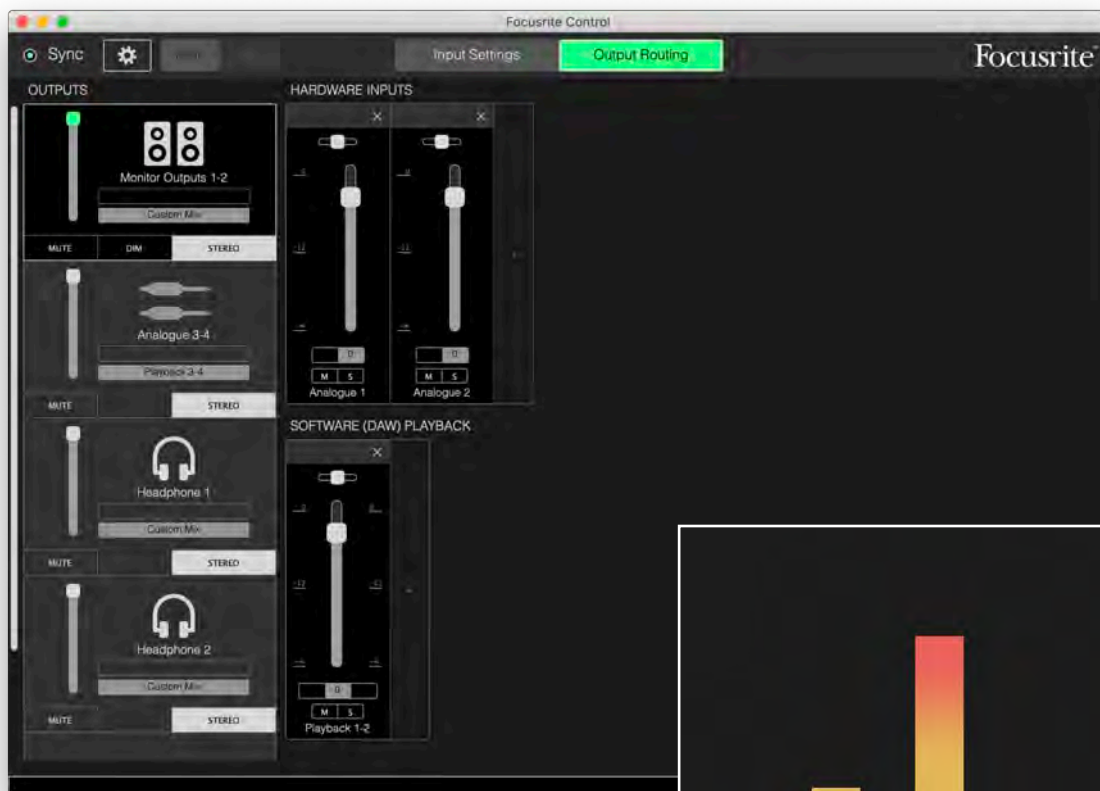 Focusrite Control
Sync
Input Settings
Output Routing
Focusrite
OUTPUTS
Monitor Outputs 1-2
Custom Mix
MUTE DIM STEREO
Analogue 3-4
Playback 3-4
MUTE STEREO
Headphone 1
Custom Mix
MUTE STEREO
Headphone 2
Custom Mix
MUTE STEREO
HARDWARE INPUTS
0
M S
Analogue 1
0
M S
Analogue 2
SOFTWARE (DAW) PLAYBACK
0
M S
Playback 1-2